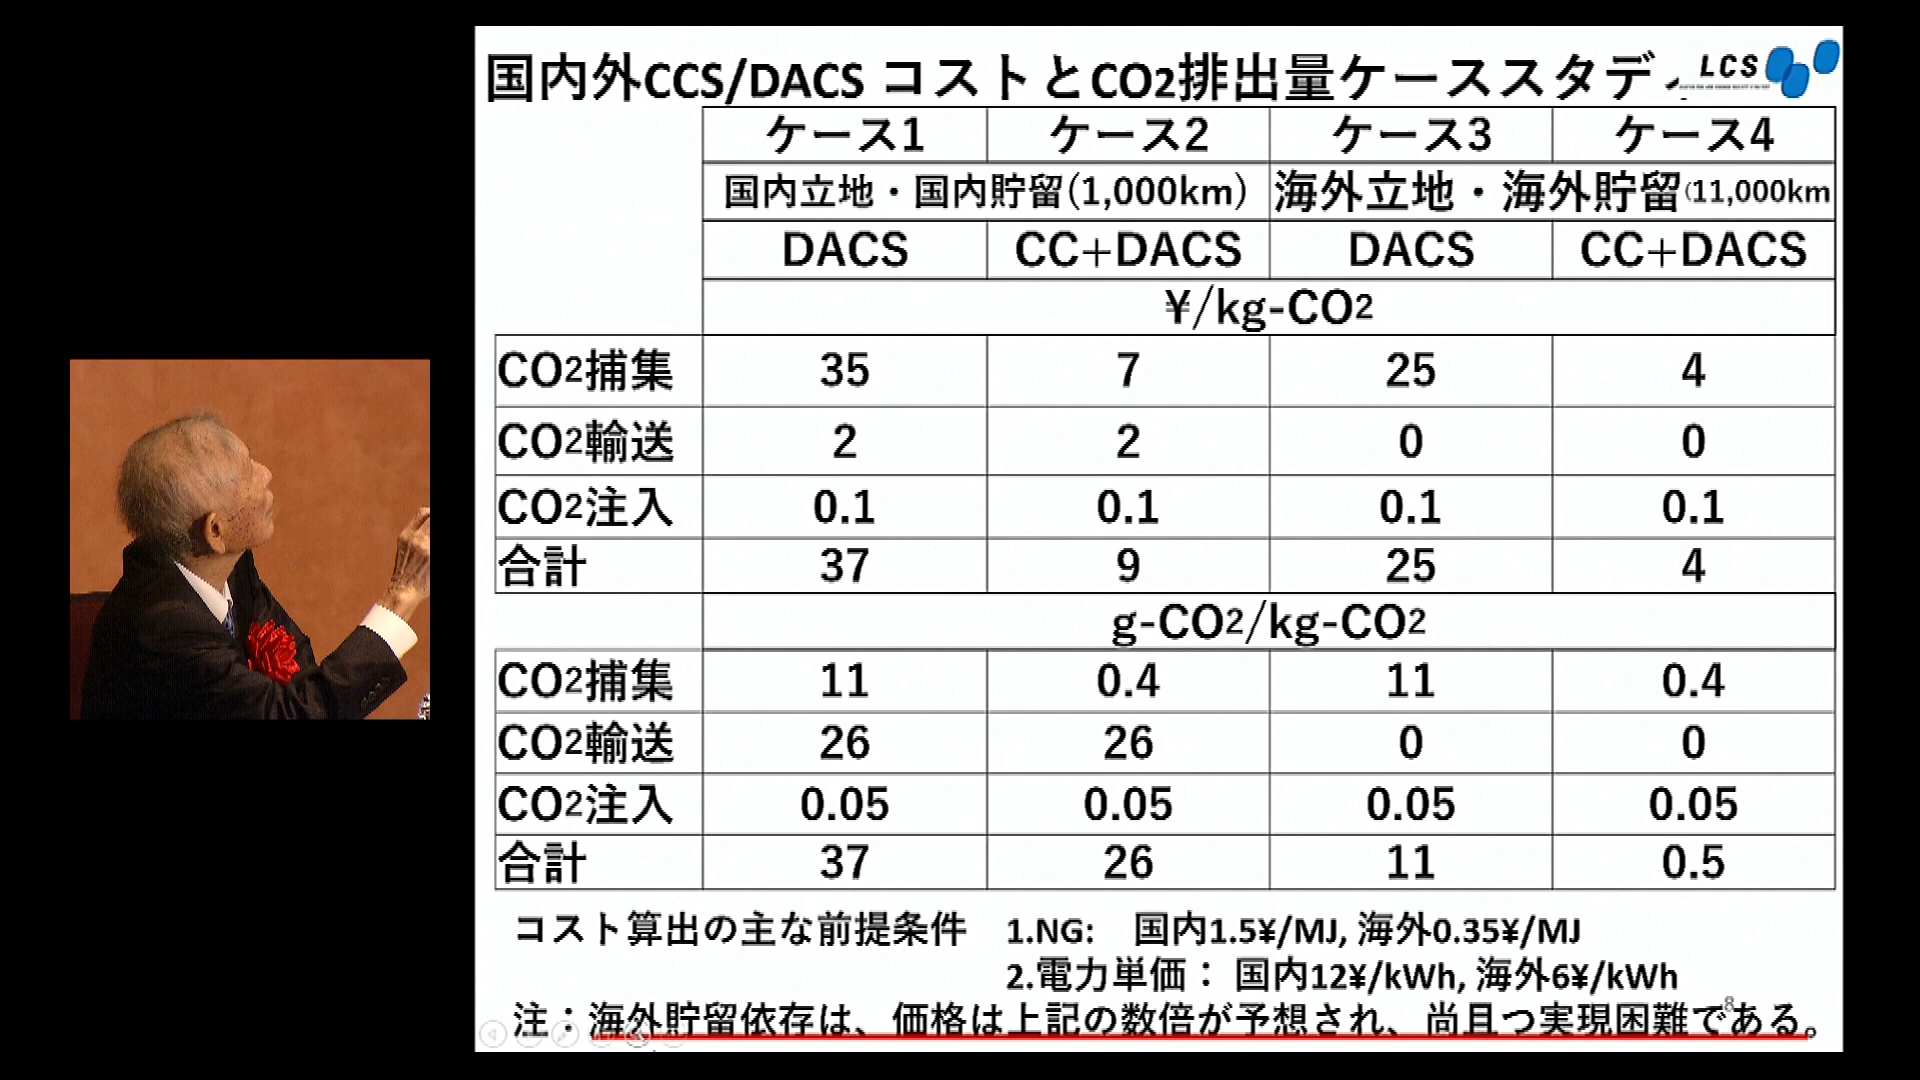 国内外CCS/DACS コストとCO2排出量ケーススタディ
LCS
ケース1 ケース2 ケース3 ケース4
国内立地・国内貯留(1,000km) 海外立地・海外貯留(11,000km
DACS CC+DACS DACS CC+DACS
¥/kg-CO2
CO2捕集 35 7 25 4
CO2輸送 2 2 0 0
CO2注入 0.1 0.1 0.1 0.1
合計 37 9 25 4
g-CO2/kg-CO2
CO2捕集 11 0.4 11 0.4
CO2輸送 26 26 0 0
CO2注入 0.05 0.05 0.05 0.05
合計 37 26 11 0.5
コスト算出の主な前提条件 1.NG: 国内1.5¥/MJ, 海外0.35¥/MJ
2.電力単価： 国内12¥/kWh, 海外6¥/kWh
8
注：海外貯留依存は、価格は上記の数倍が予想され、尚且つ実現困難である。